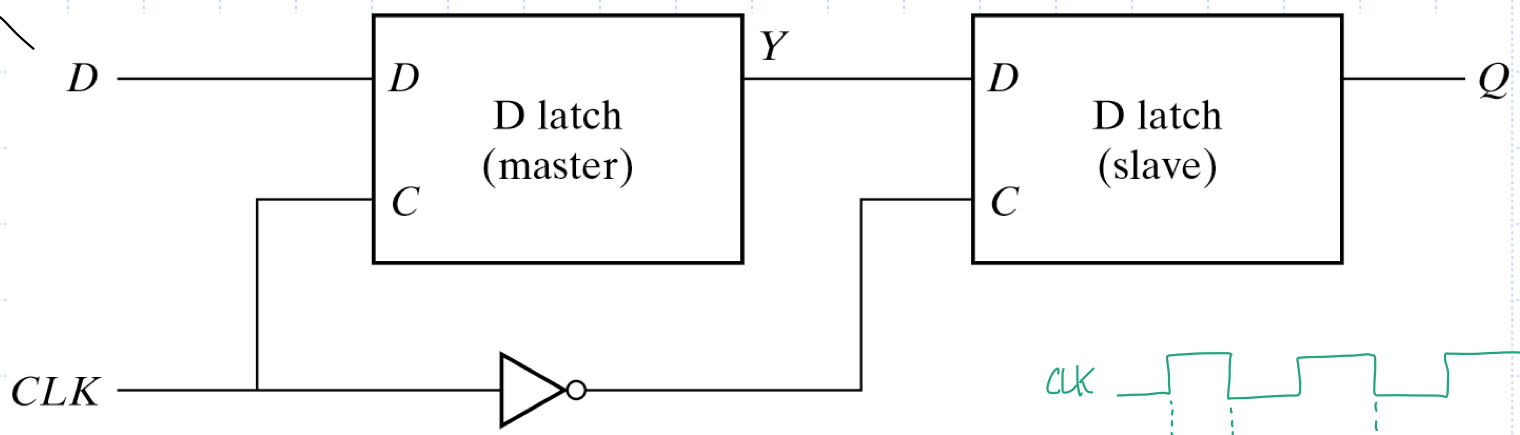 Y
D D D Q
D latch D latch
(master) (slave)
C C
CLK
CLK